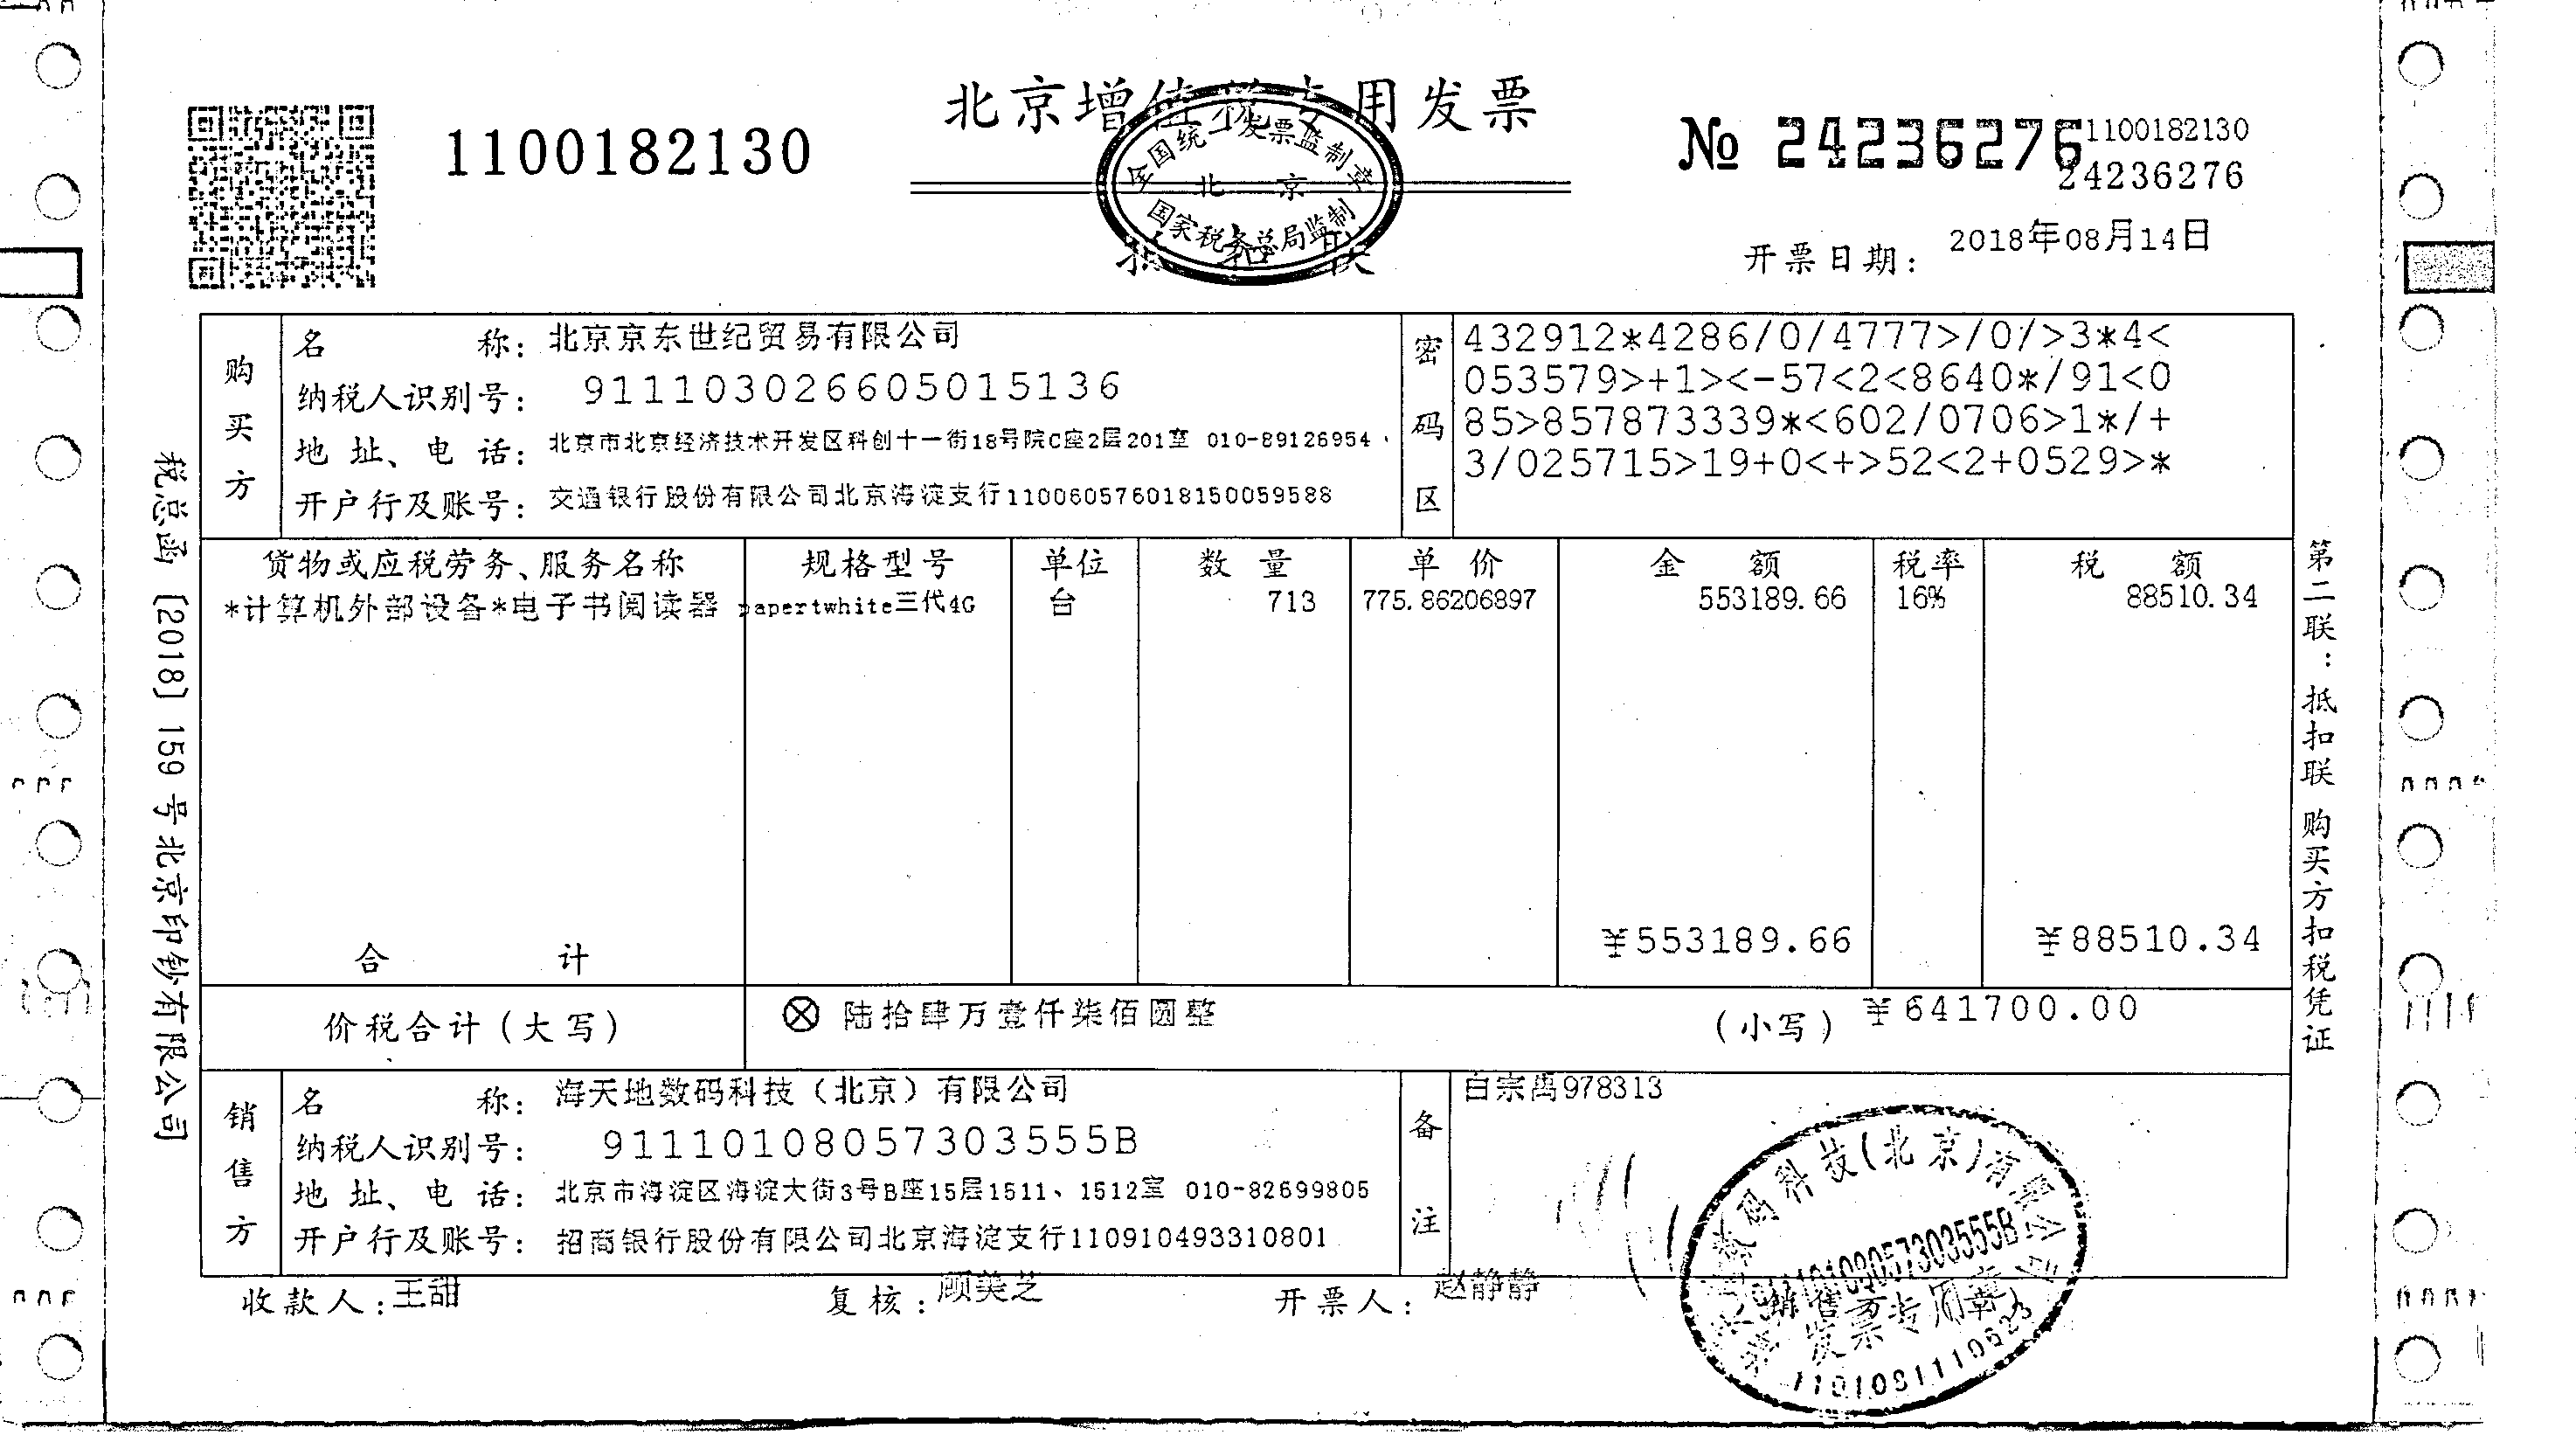 北京增值税专用发票
1100182130
№ 24236276
1100182130
24236276
全国统一发票监制章
北京
国家税务总局监制
抵扣联
开票日期：2018年08月14日
税总函［2018］159号北京印钞有限公司
购买方
名称：北京京东世纪贸易有限公司
纳税人识别号：911103026605015136
地址、电话：北京市北京经济技术开发区科创十一街18号院C座2层201室 010-89126954
开户行及账号：交通银行股份有限公司北京海淀支行110060576018150059588
密码区
432912*4286/0/4777>/0/>3*4<
053579>+1><-57<2<8640*/91<0
85>857873339*<602/0706>1*/+
3/025715>19+0<+>52<2+0529>*
货物或应税劳务、服务名称 规格型号 单位 数量 单价 金额 税率 税额
*计算机外部设备*电子书阅读器 papertwhite三代4G 台 713 775.86206897 553189.66 16% 88510.34
合计 ¥553189.66 ¥88510.34
价税合计（大写） ⊗ 陆拾肆万壹仟柒佰圆整 （小写）¥641700.00
第二联：抵扣联 购买方扣税凭证
销售方
名称：海天地数码科技（北京）有限公司
纳税人识别号：91110108057303555B
地址、电话：北京市海淀区海淀大街3号B座15层1511、1512室 010-82699805
开户行及账号：招商银行股份有限公司北京海淀支行110910493310801
备注
白宗禹978313
收款人：王甜 复核：顾美芝 开票人：赵静静 销售方：（章）
数码科技(北京)有限公司
91110108057303555B
发票专用章